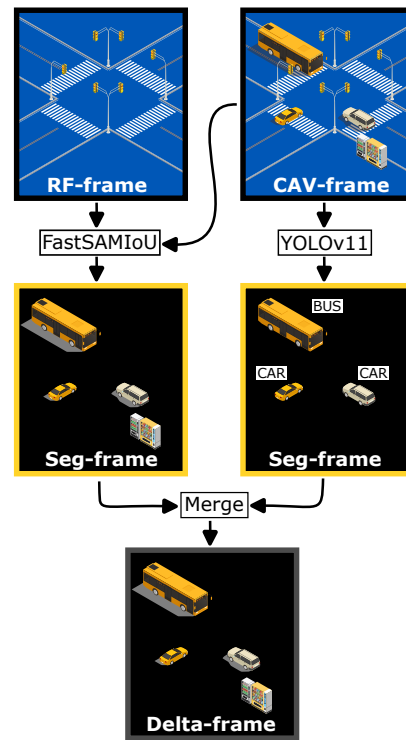 RF-frame
CAV-frame
FastSAMIoU
YOLOv11
BUS
CAR
CAR
Seg-frame
Seg-frame
Merge
Delta-frame